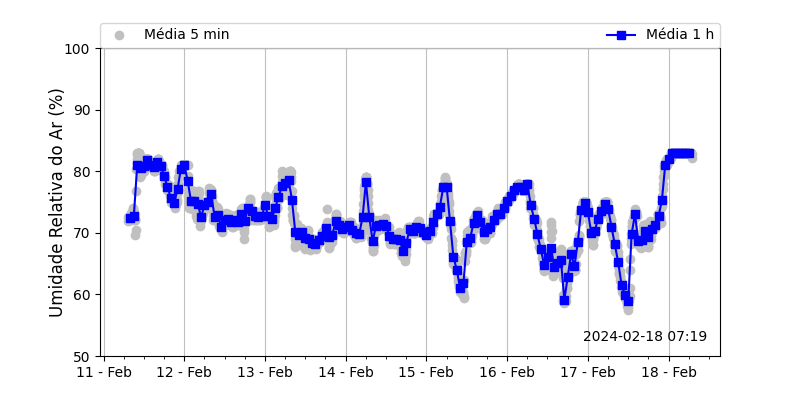 Média 5 min
Média 1 h
Umidade Relativa do Ar (%)
100
90
80
70
60
50
2024-02-18 07:19
11 - Feb
12 - Feb
13 - Feb
14 - Feb
15 - Feb
16 - Feb
17 - Feb
18 - Feb